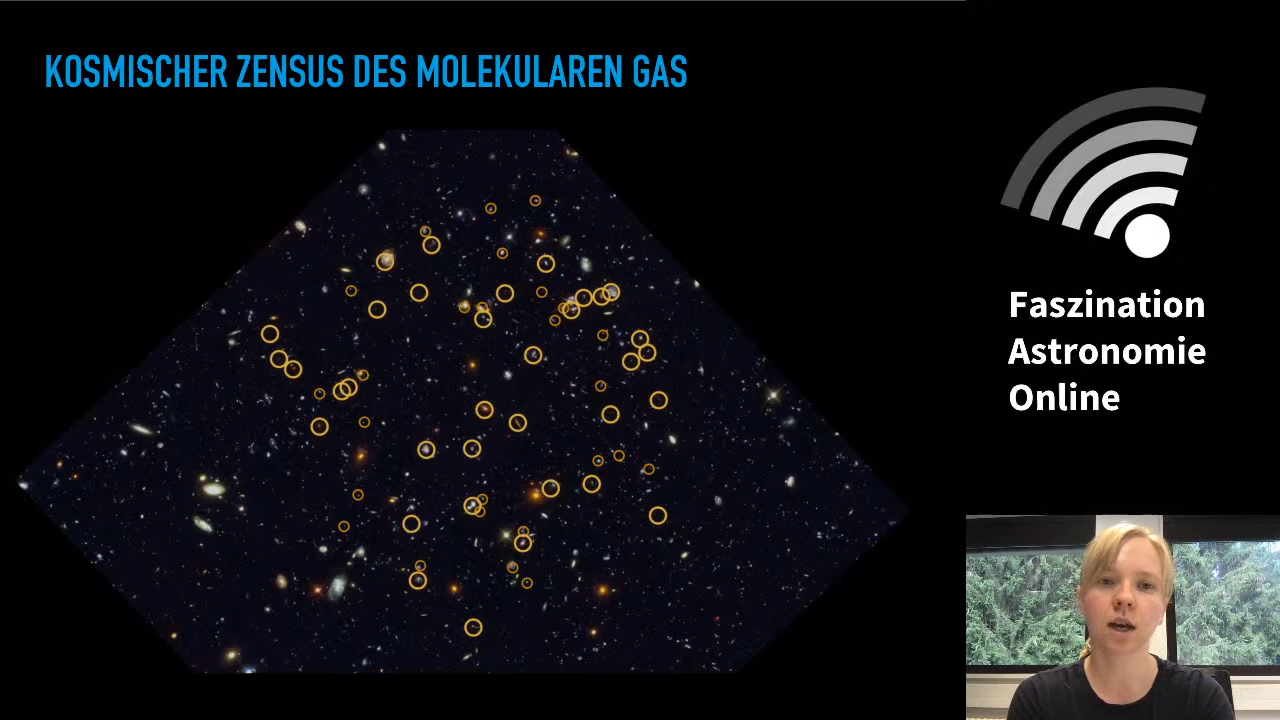 KOSMISCHER ZENSUS DES MOLEKULAREN GAS
Faszination
Astronomie
Online